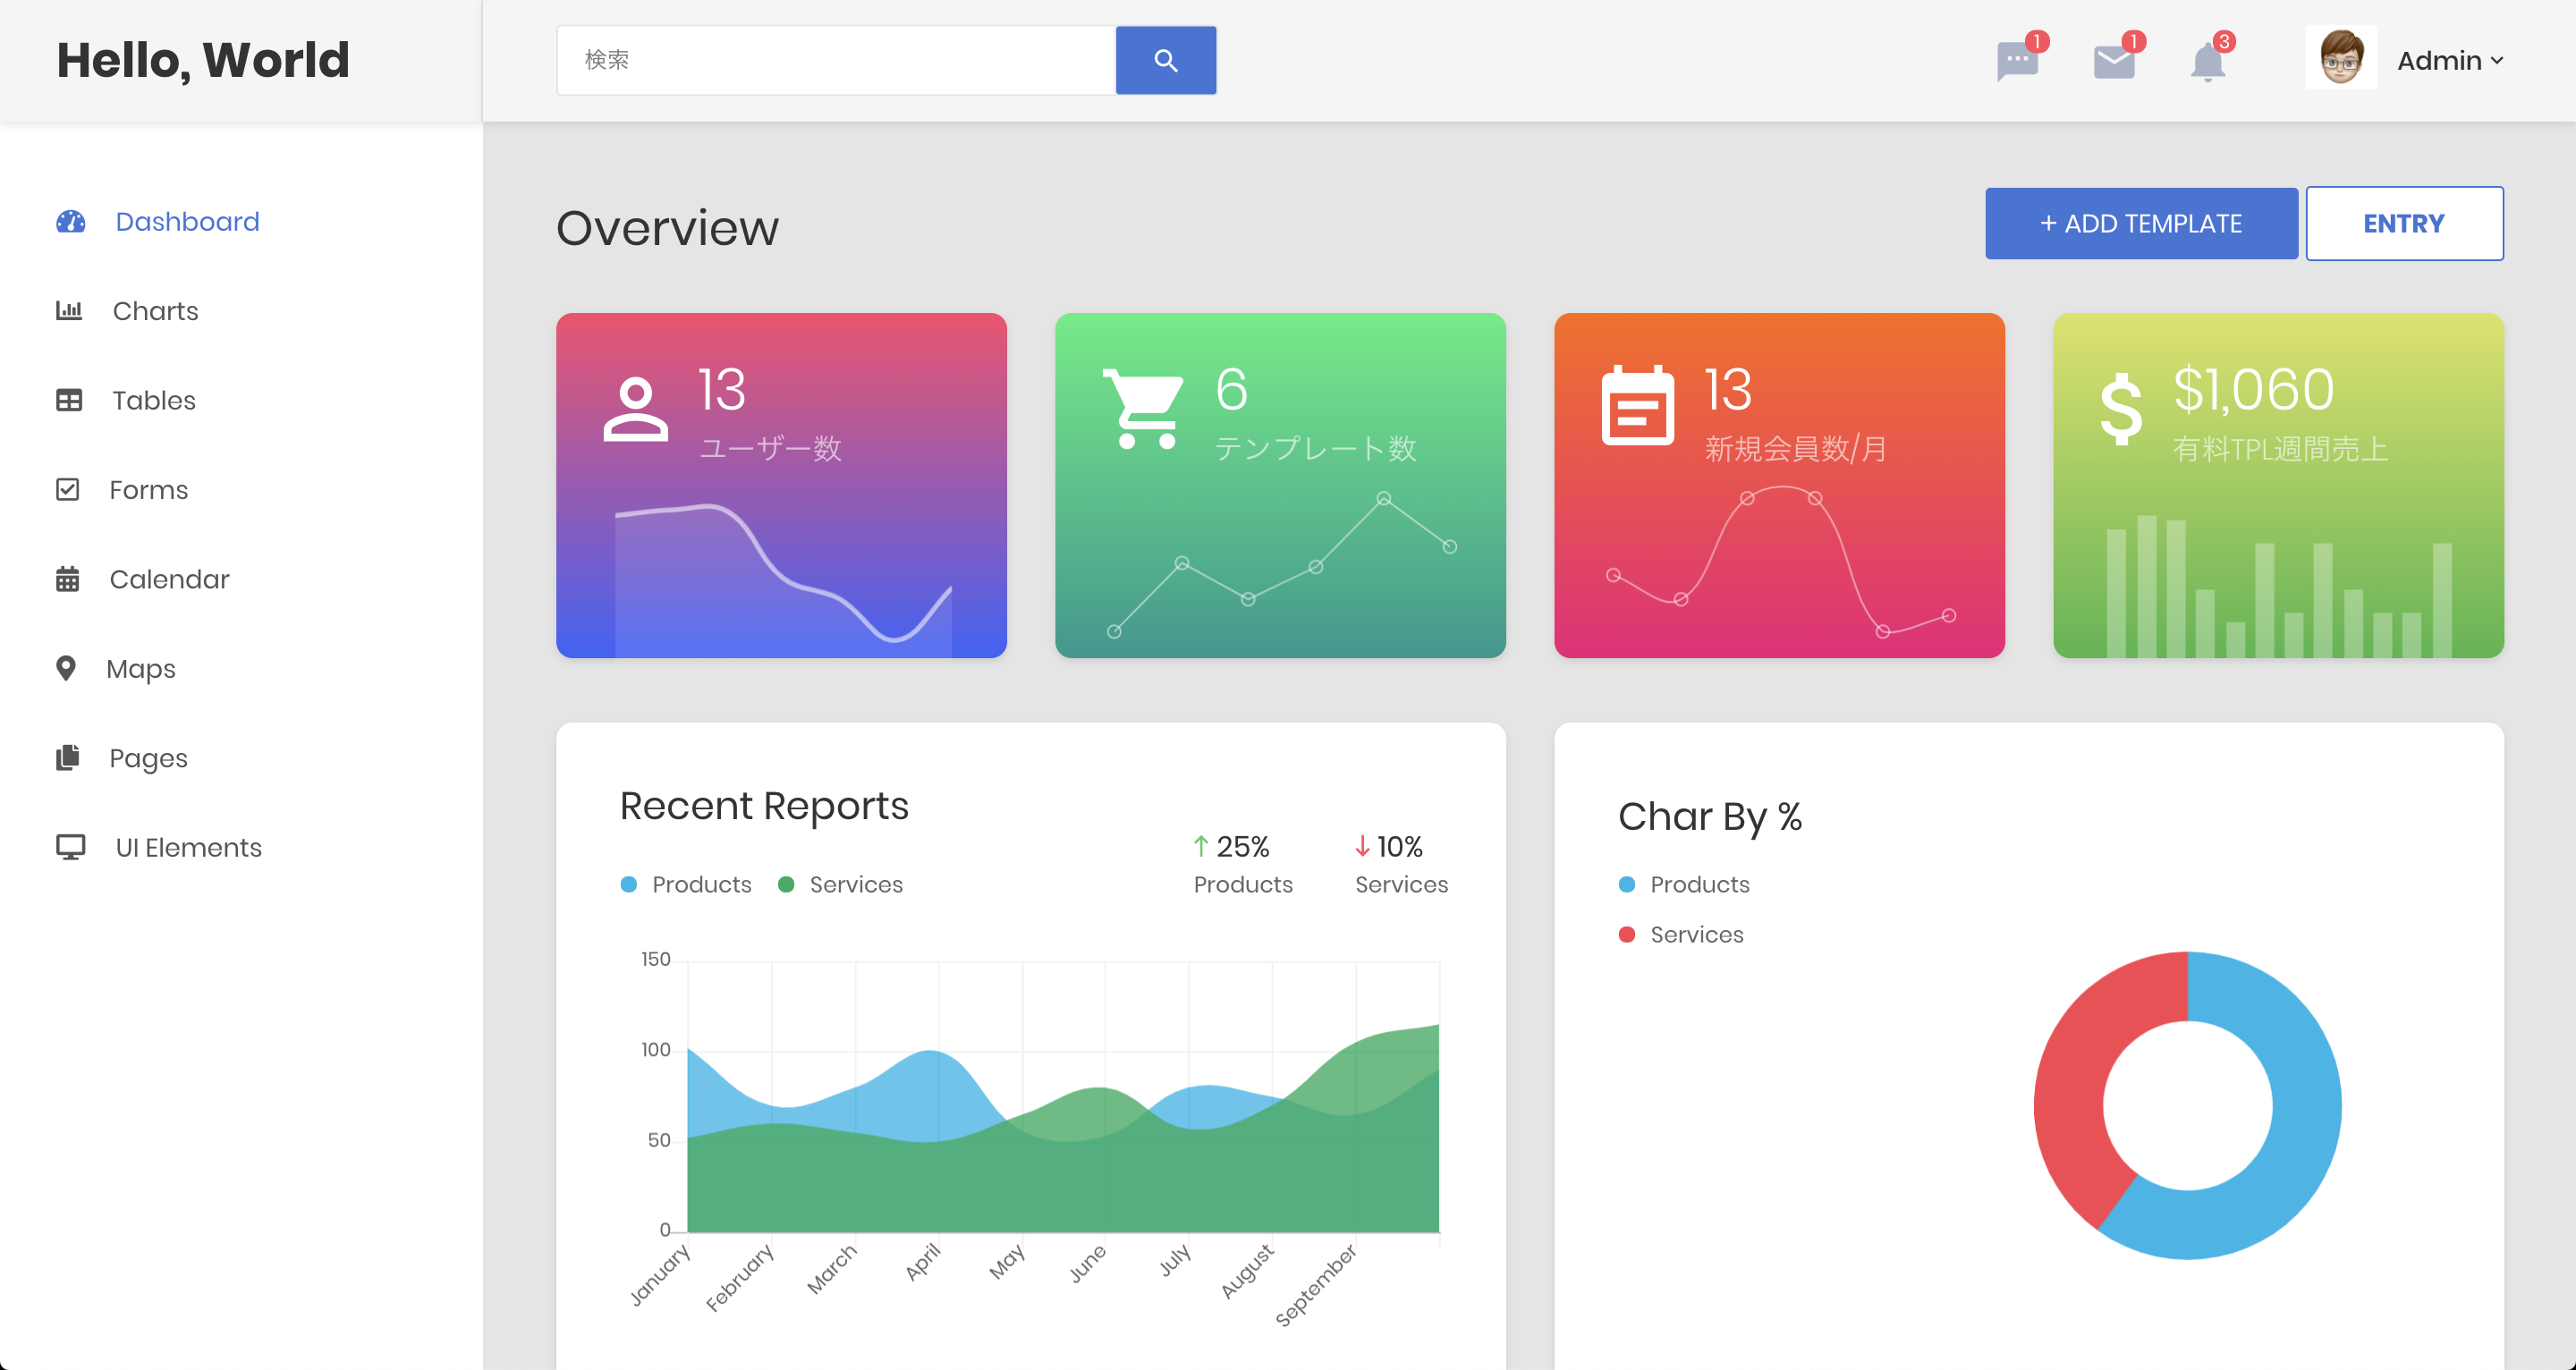 Hello, World
検索
1
1
3
Admin
Dashboard
Charts
Tables
Forms
Calendar
Maps
Pages
UI Elements
Overview
+ ADD TEMPLATE
ENTRY
13
ユーザー数
6
テンプレート数
13
新規会員数/月
$1,060
有料TPL週間売上
Recent Reports
Products
Services
25%
Products
10%
Services
150
100
50
0
January
February
March
April
May
June
July
August
September
Char By %
Products
Services